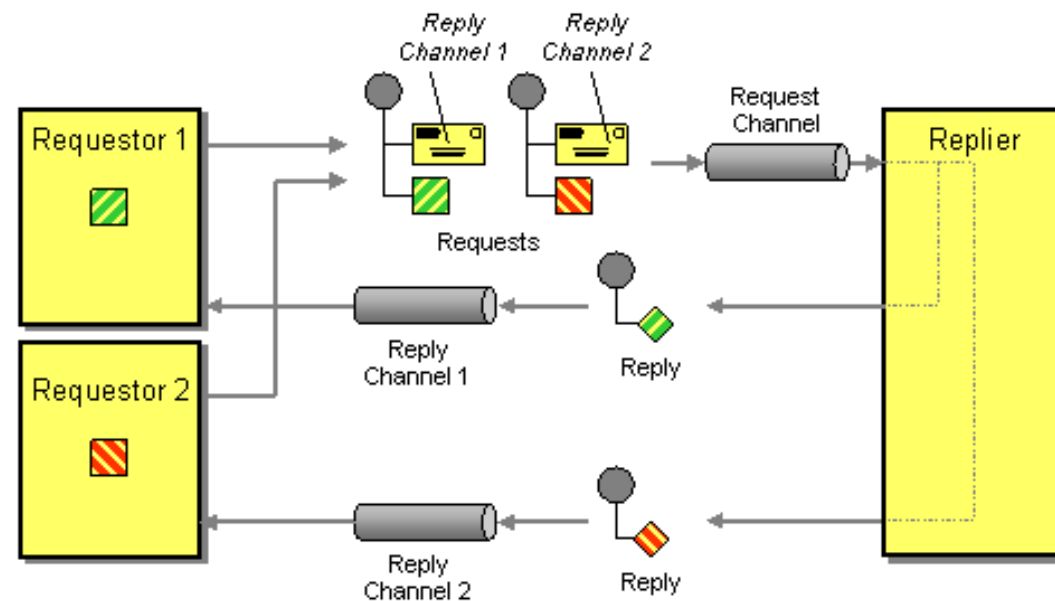 Reply
Channel 1
Reply
Channel 2
Request
Channel
Requestor 1
Replier
Requests
Reply
Channel 1
Reply
Requestor 2
Reply
Channel 2
Reply